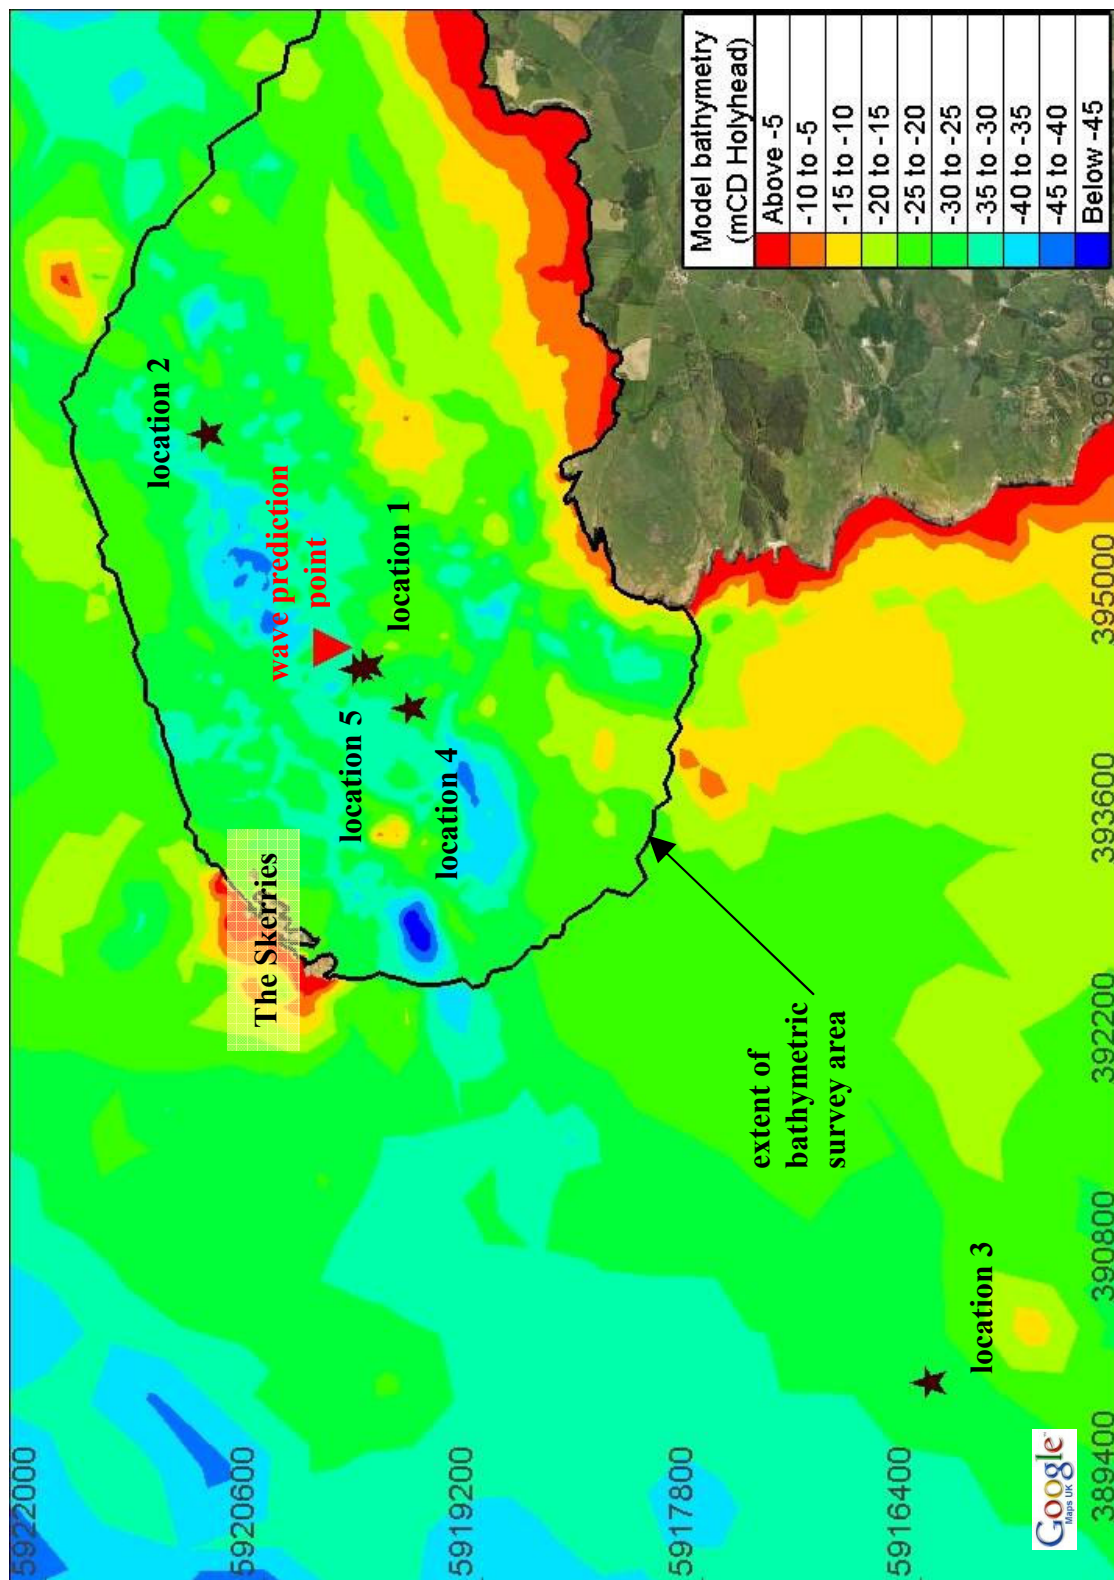 5922000
5920600
5919200
5917800
5916400
389400
390800
392200
393600
395000
396400
The Skerries
location 2
wave prediction
point
location 1
location 5
location 4
location 3
extent of
bathymetric
survey area
Model bathymetry
(mCD Holyhead)
Above -5
-10 to -5
-15 to -10
-20 to -15
-25 to -20
-30 to -25
-35 to -30
-40 to -35
-45 to -40
Below -45
Google™
Maps UK